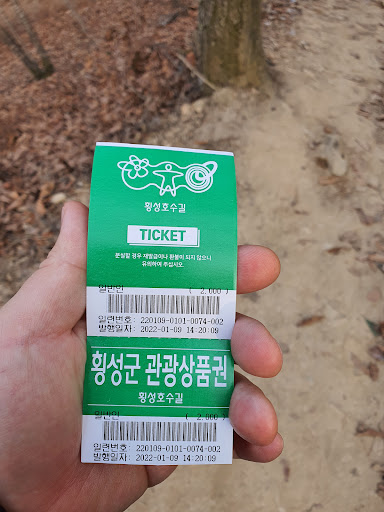 횡성호수길
TICKET
분실할 경우 재발급이나 환불이 되지 않으니
유의하여 주십시오.
일반인 ( 2,000 )
일련번호: 220109-0101-0074-002
발행일자: 2022-01-09 14:20:09
횡성군 관광상품권
횡성호수길
일반인 ( 2,000 )
일련번호: 220109-0101-0074-002
발행일자: 2022-01-09 14:20:09